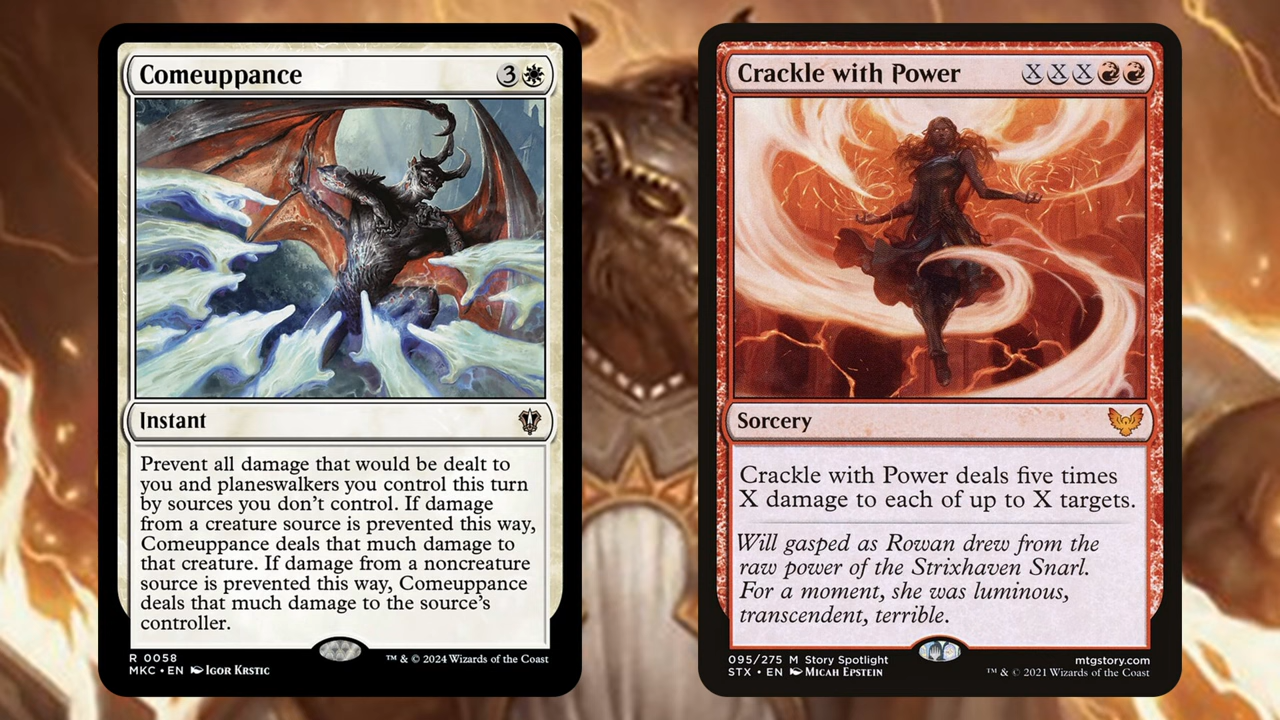 Comeuppance 3
Instant
Prevent all damage that would be dealt to
you and planeswalkers you control this turn
by sources you don't control. If damage
from a creature source is prevented this way,
Comeuppance deals that much damage to
that creature. If damage from a noncreature
source is prevented this way, Comeuppance
deals that much damage to the source's
controller.
R 0058
MKC • EN Igor Krstic
™ & © 2024 Wizards of the Coast
Crackle with Power X X X
Sorcery
Crackle with Power deals five times
X damage to each of up to X targets.
Will gasped as Rowan drew from the
raw power of the Strixhaven Snarl.
For a moment, she was luminous,
transcendent, terrible.
095/275 M Story Spotlight
STX • EN Micah Epstein
mtgstory.com
™ & © 2021 Wizards of the Coast